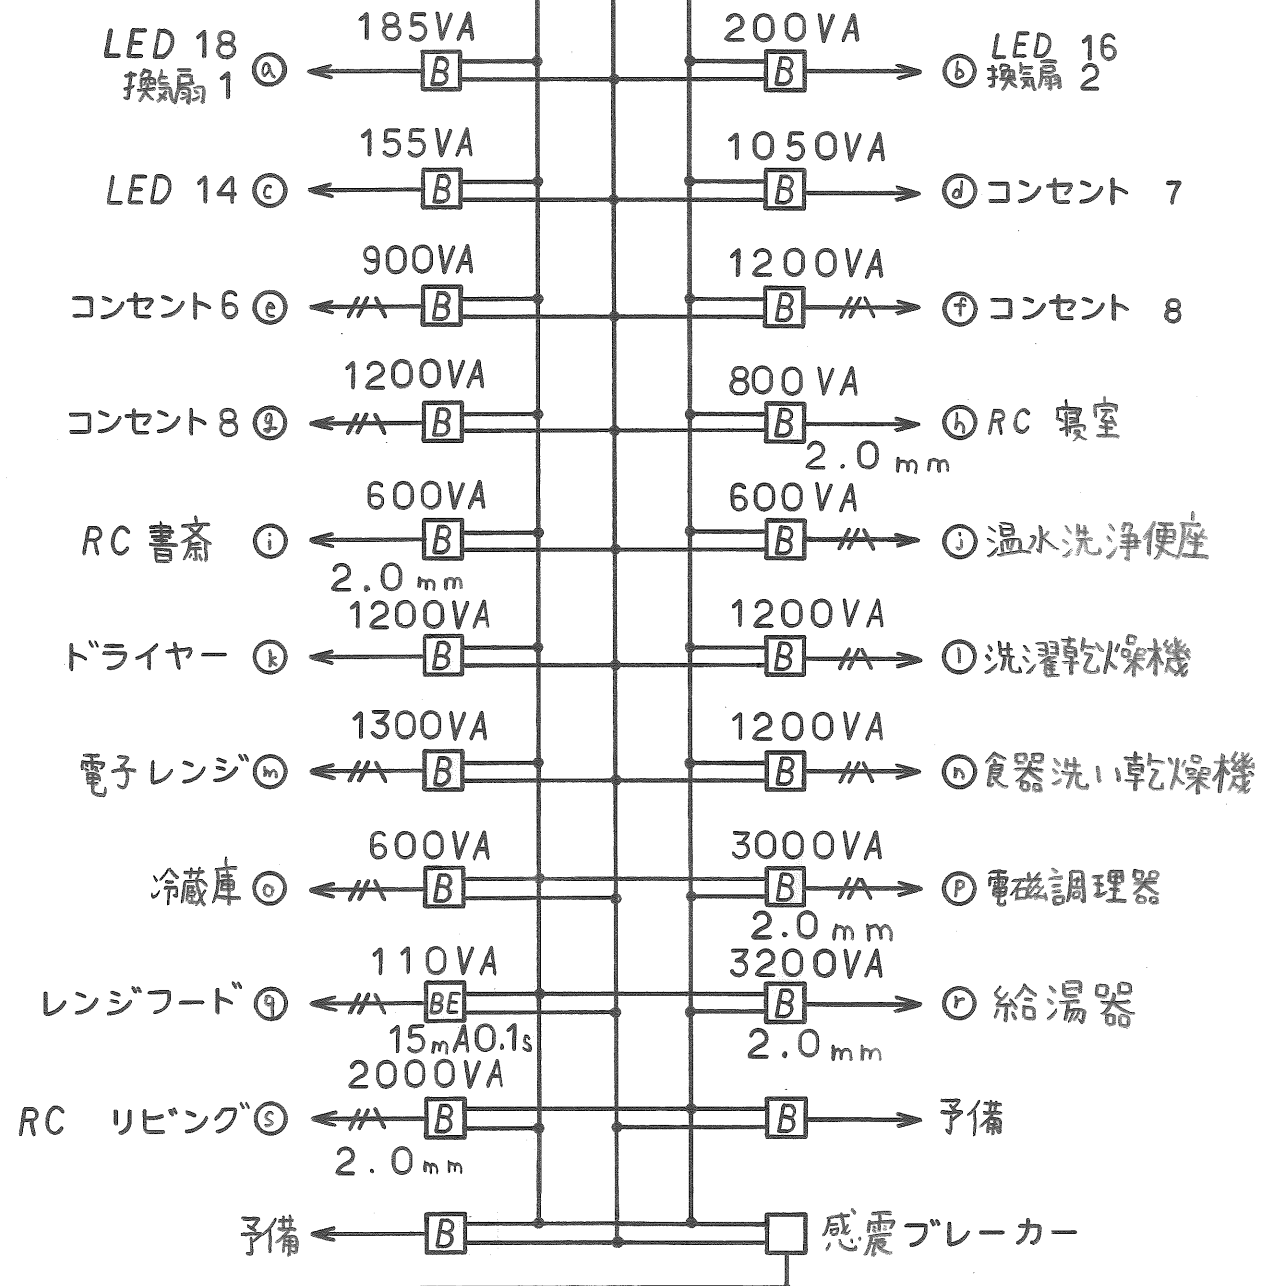 185VA 200VA
LED 18 ⓐ B B ⓑ LED 16
換気扇 1 換気扇 2
155VA 1050VA
LED 14 ⓒ B B ⓓ コンセント 7
900VA 1200VA
コンセント6 ⓔ B B ⓕ コンセント 8
1200VA 800VA
コンセント8 ⓖ B B ⓗ RC 寝室
2.0mm
600VA 600VA
RC 書斎 ⓘ B B ⓙ 温水洗浄便座
2.0mm
1200VA 1200VA
ドライヤー ⓚ B B ⓛ 洗濯乾燥機
1300VA 1200VA
電子レンジ ⓜ B B ⓝ 食器洗い乾燥機
600VA 3000VA
冷蔵庫 ⓞ B B ⓟ 電磁調理器
2.0mm
110VA 3200VA
レンジフード ⓠ BE B ⓡ 給湯器
15mA0.1s 2.0mm
2000VA
RC リビング ⓢ B B 予備
2.0mm
予備 B 感震ブレーカー